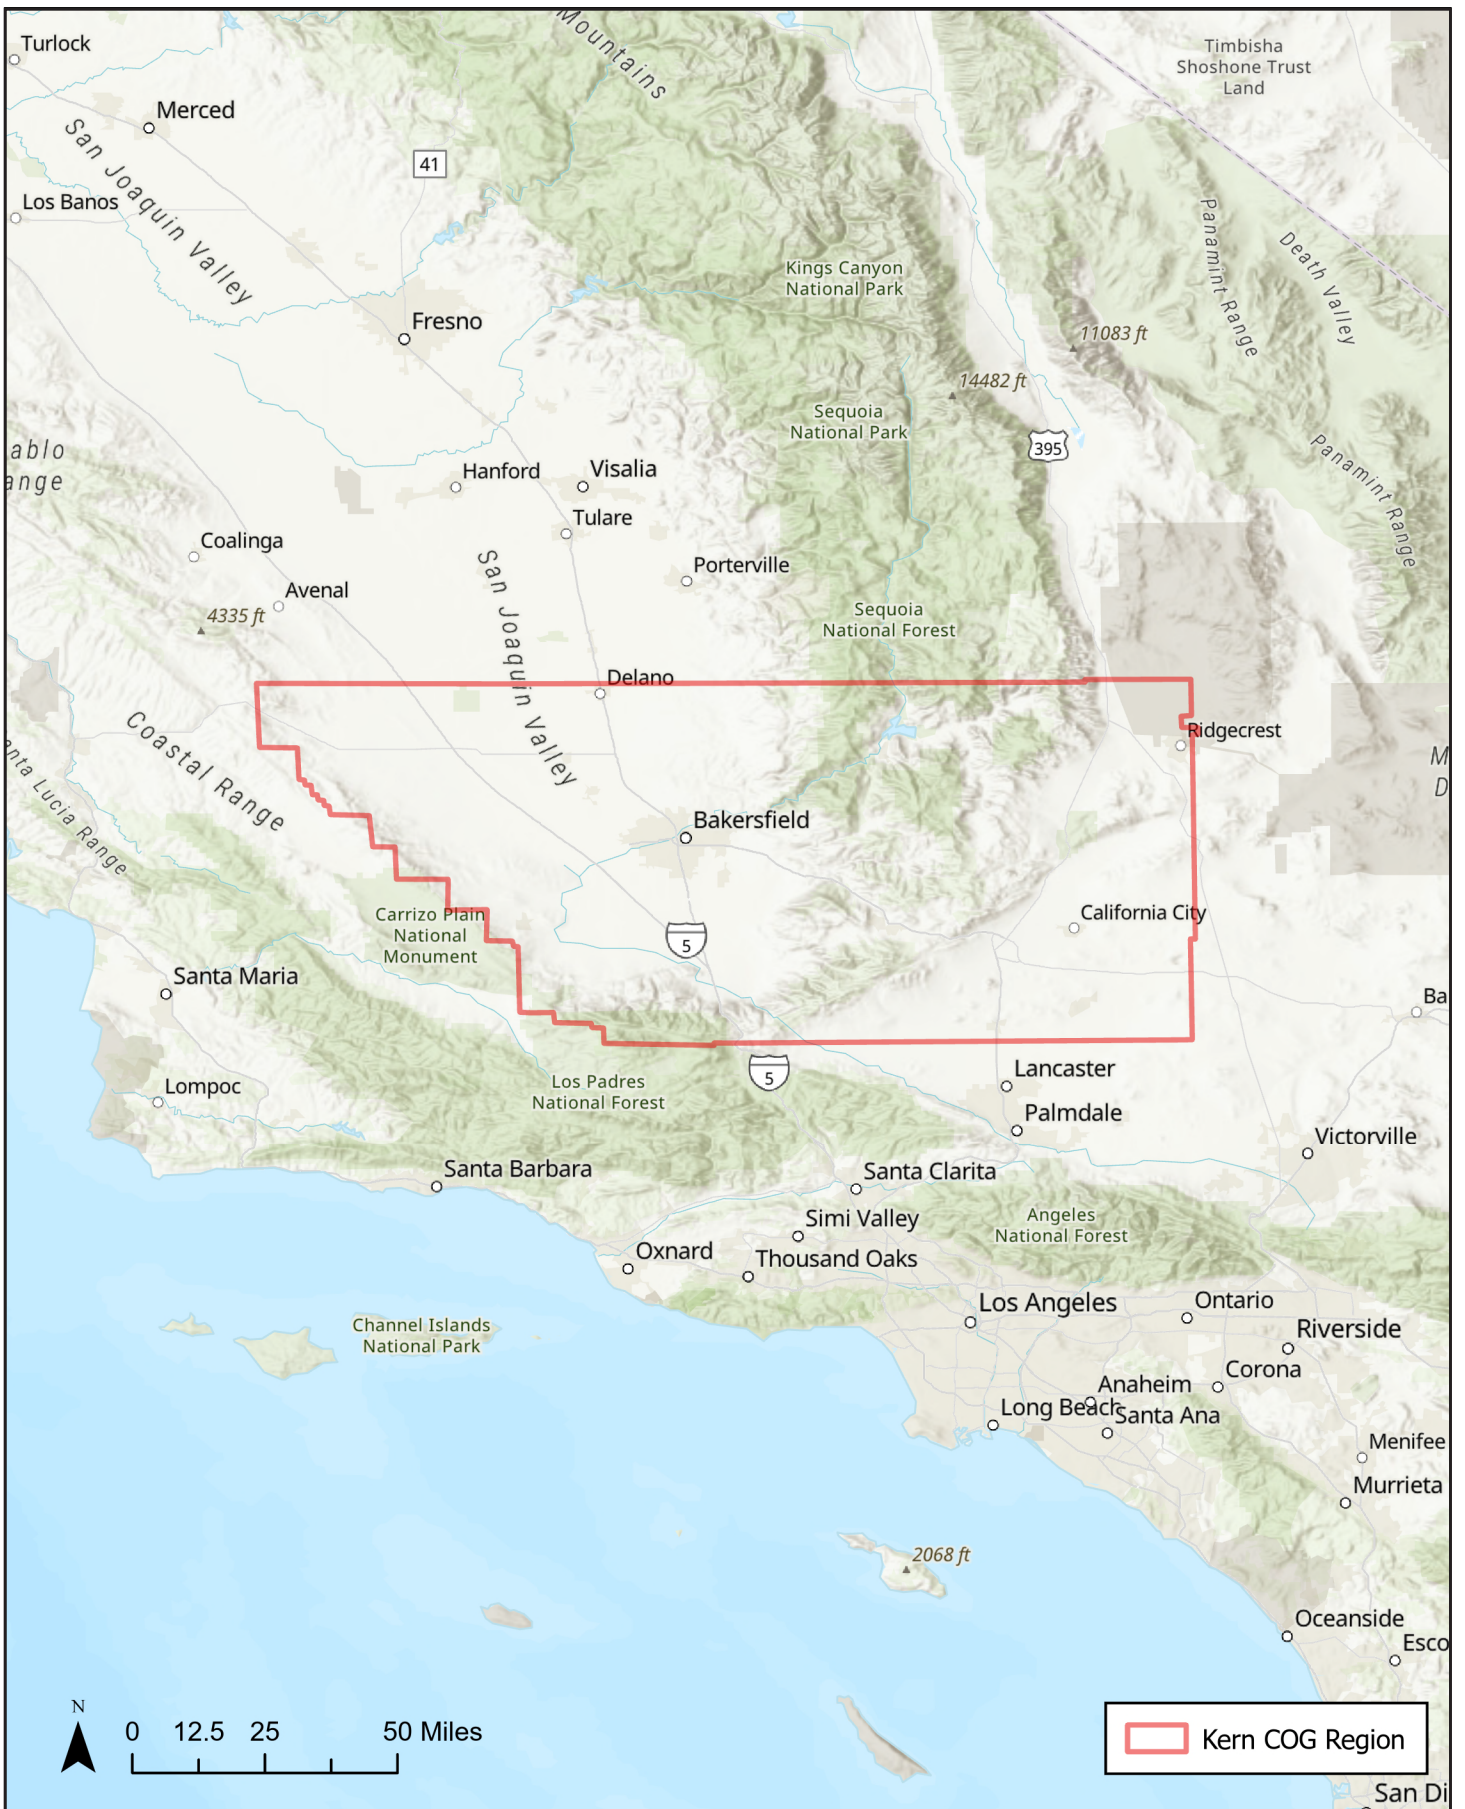 Mountains
Turlock
Timbisha
Shoshone Trust
Land
Merced
San Joaquin Valley
41
Los Banos
Panamint Range
Death Valley
Kings Canyon
National Park
Fresno
11083 ft
14482 ft
Sequoia
National Park
395
ablo
ange
Panamint Range
Hanford
Visalia
Tulare
Coalinga
San Joaquin Valley
Porterville
Avenal
4335 ft
Sequoia
National Forest
Delano
Coastal Range
Ridgecrest
anta Lucia Range
M
D
Bakersfield
Carrizo Plain
National
Monument
California City
5
Santa Maria
Ba
Lancaster
5
Lompoc
Los Padres
National Forest
Palmdale
Victorville
Santa Barbara
Santa Clarita
Simi Valley
Angeles
National Forest
Oxnard
Thousand Oaks
Los Angeles
Ontario
Channel Islands
National Park
Riverside
Corona
Anaheim
Long Beach
Santa Ana
Menifee
Murrieta
2068 ft
Oceanside
Esco
N
0 12.5 25 50 Miles
Kern COG Region
San Di